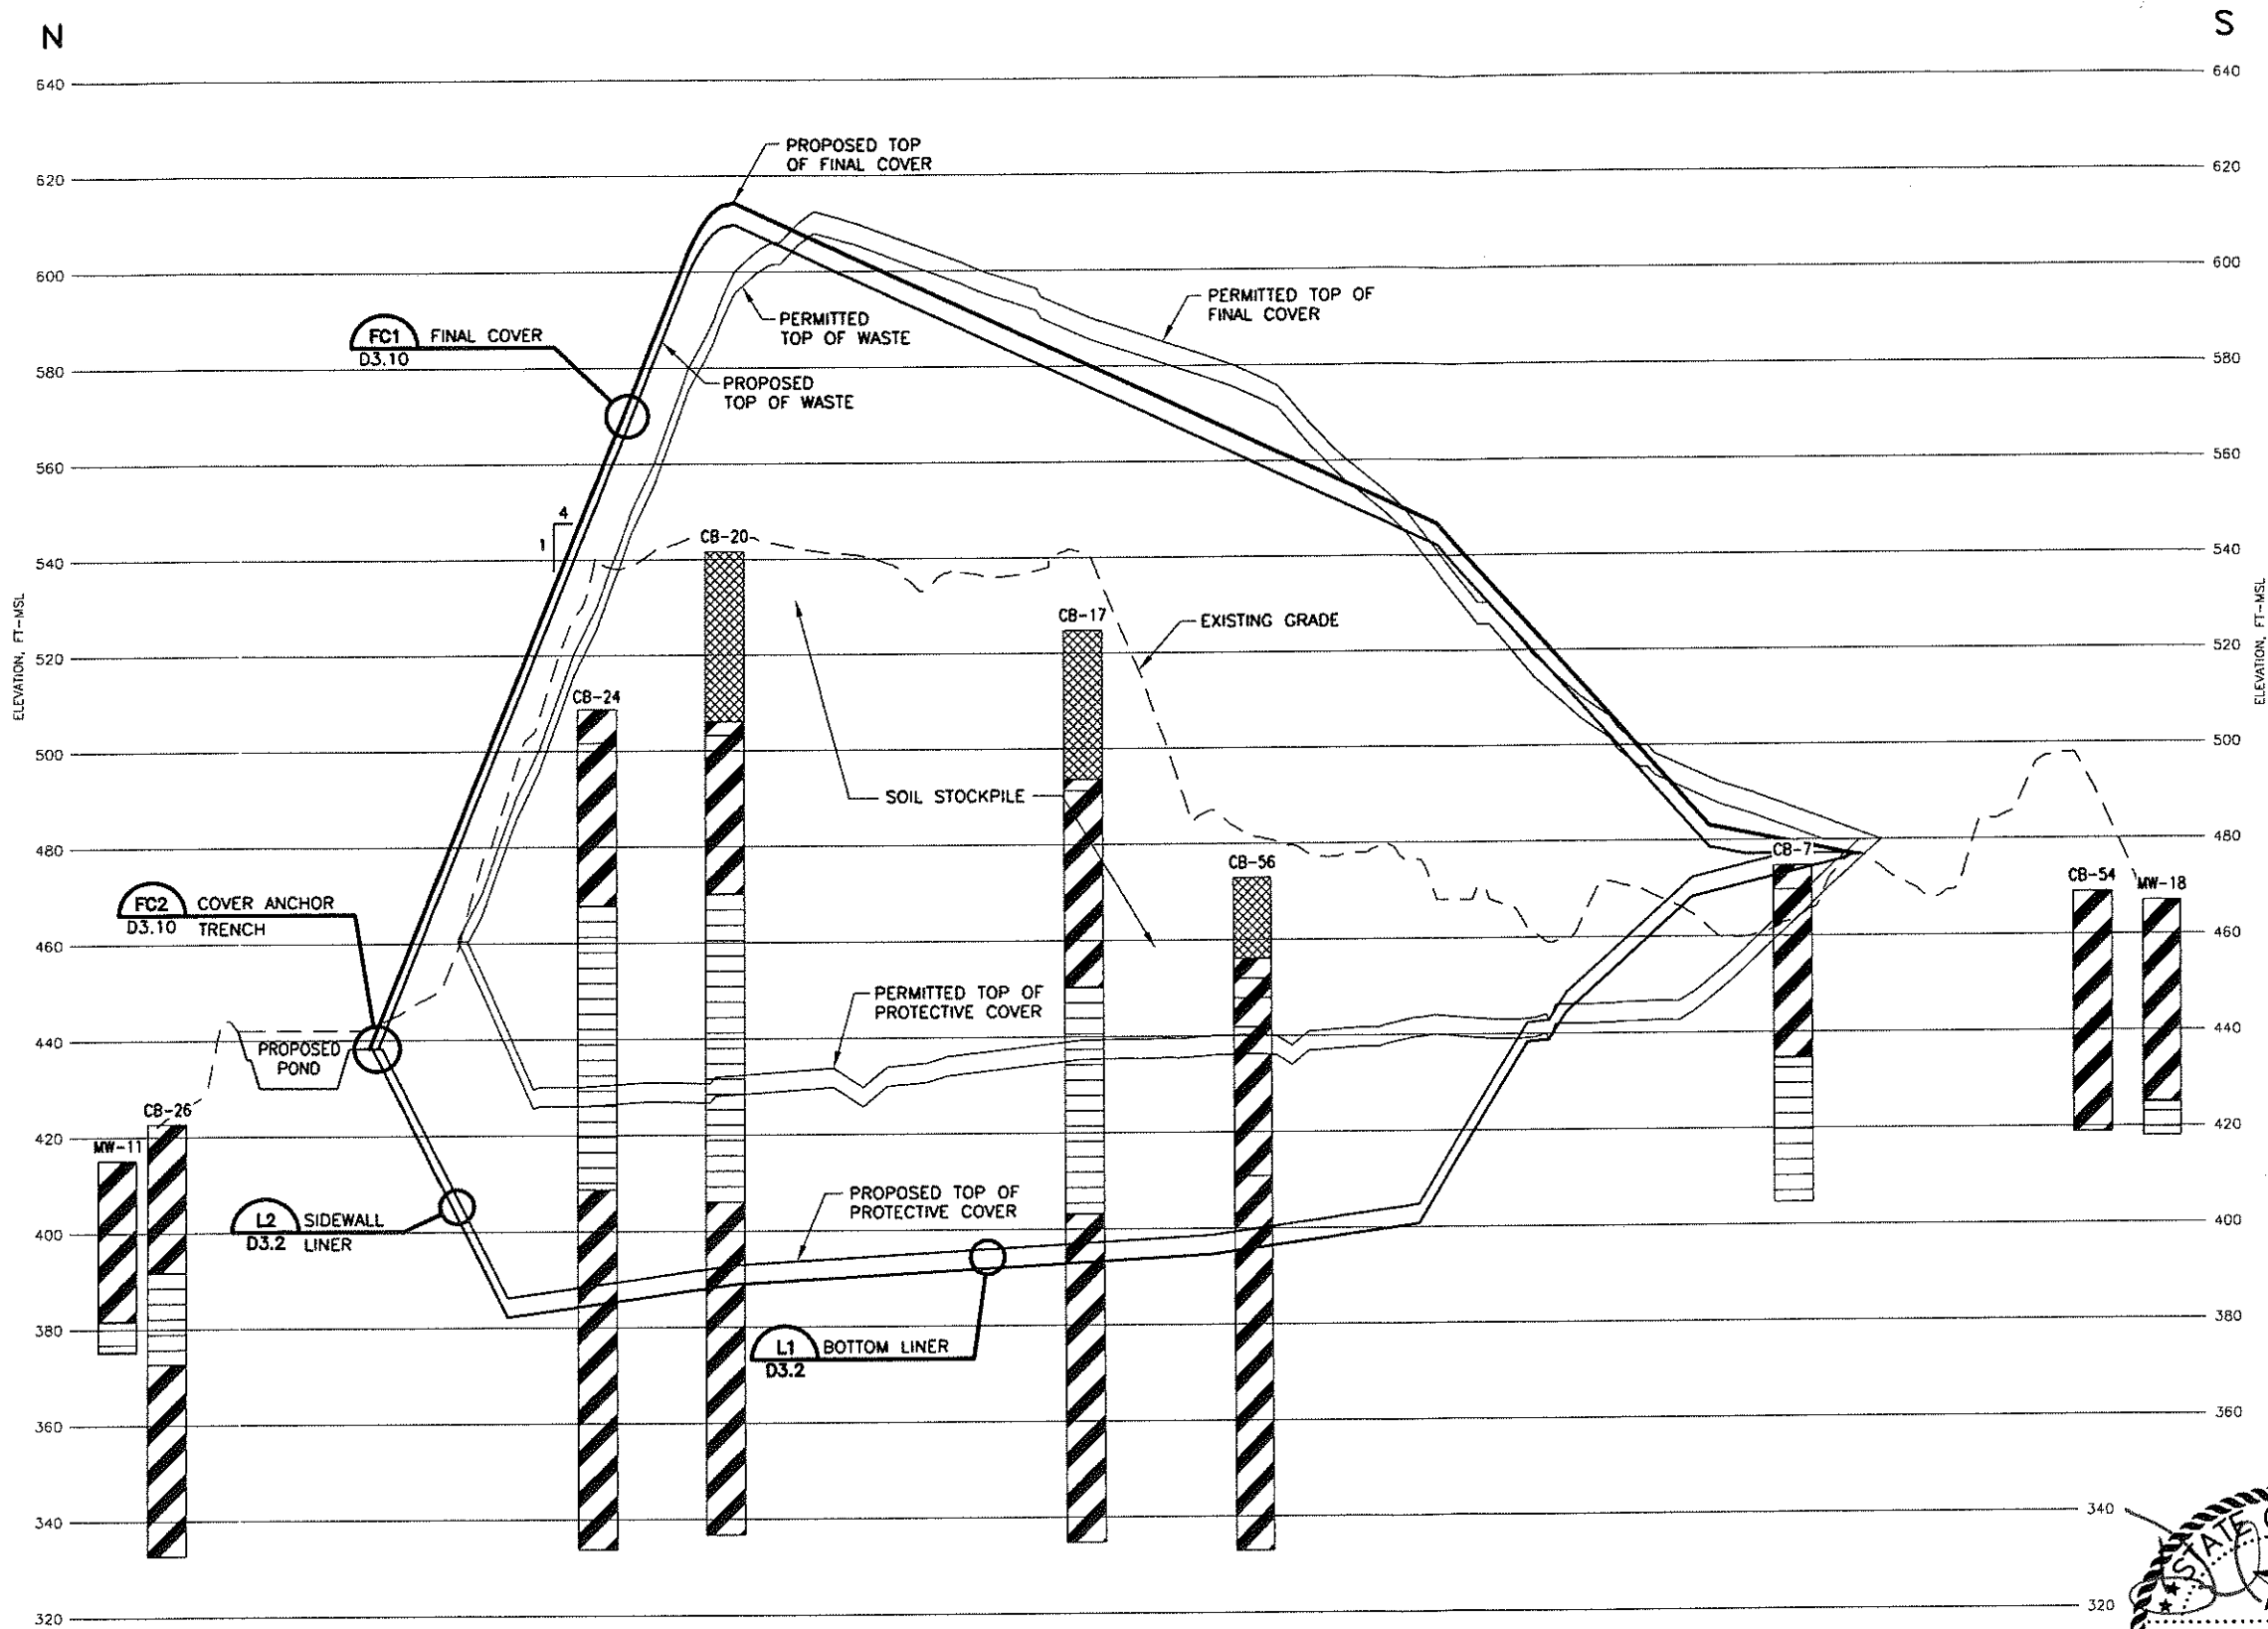 N
S
640
640
PROPOSED TOP
OF FINAL COVER
620
620
600
600
PERMITTED TOP OF
FINAL COVER
PERMITTED
TOP OF WASTE
FC1
FINAL COVER
D3.10
580
580
PROPOSED
TOP OF WASTE
560
560
4
1
CB-20
540
540
ELEVATION, FT-MSL
ELEVATION, FT-MSL
CB-17
EXISTING GRADE
520
520
CB-24
500
500
SOIL STOCKPILE
480
480
CB-7
CB-56
CB-54
MW-18
FC2
COVER ANCHOR
D3.10
TRENCH
460
460
PERMITTED TOP OF
PROTECTIVE COVER
440
440
PROPOSED
POND
CB-26
420
420
MW-11
PROPOSED TOP OF
PROTECTIVE COVER
L2
SIDEWALL
D3.2
LINER
400
400
380
380
L1
BOTTOM LINER
D3.2
360
360
340
340
STATE
320
320